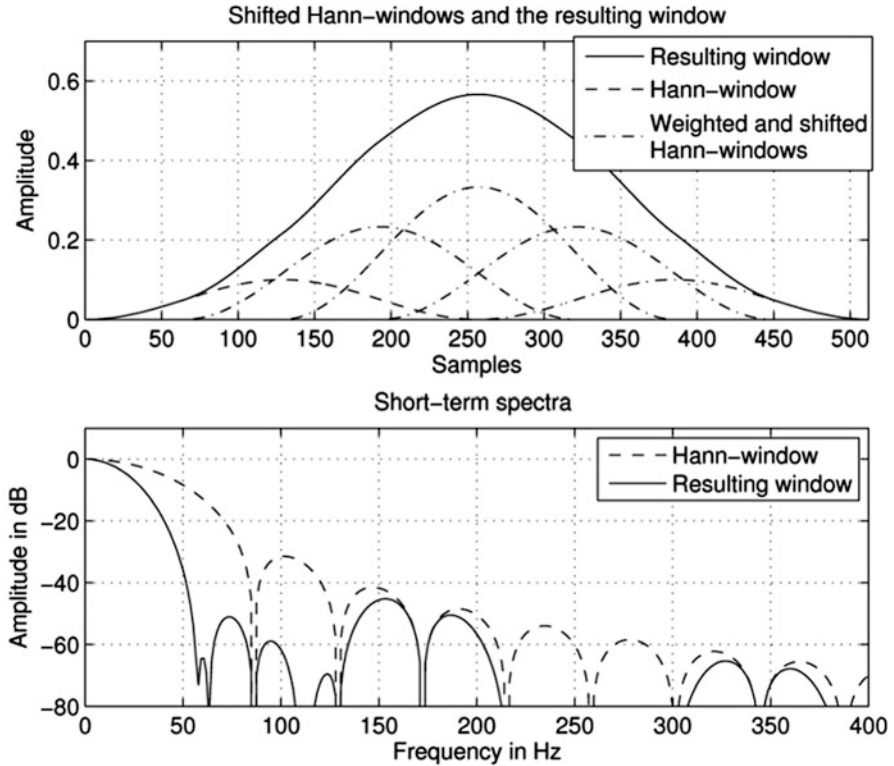 Shifted Hann-windows and the resulting window
Resulting window
Hann-window
Weighted and shifted
Hann-windows
Amplitude
0.6
0.4
0.2
0
0 50 100 150 200 250 300 350 400 450 500
Samples
Short-term spectra
Hann-window
Resulting window
Amplitude in dB
0
-20
-40
-60
-80
0 50 100 150 200 250 300 350 400
Frequency in Hz